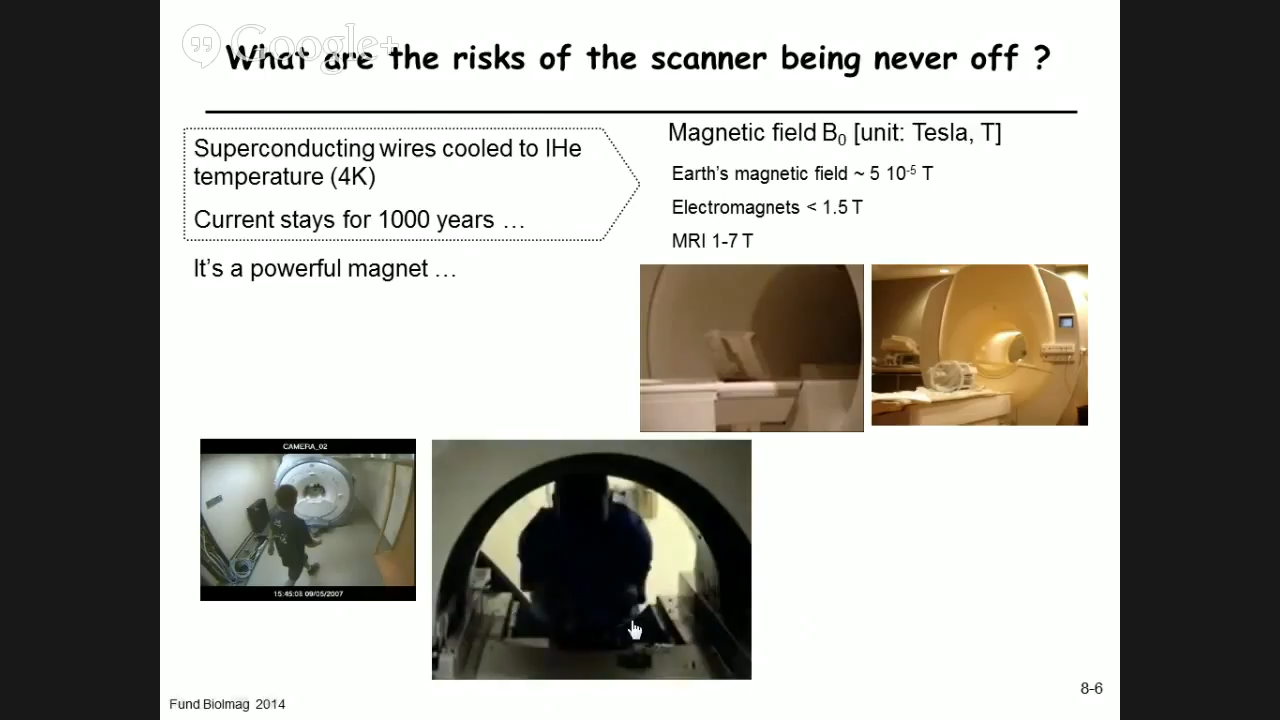 Google+
What are the risks of the scanner being never off ?
Superconducting wires cooled to lHe
temperature (4K)
Current stays for 1000 years …
It's a powerful magnet …
Magnetic field B₀ [unit: Tesla, T]
Earth's magnetic field ~ 5 10⁻⁵ T
Electromagnets < 1.5 T
MRI 1-7 T
CAMERA_02
15:45:08 09/05/2007
8-6
Fund BioImag 2014